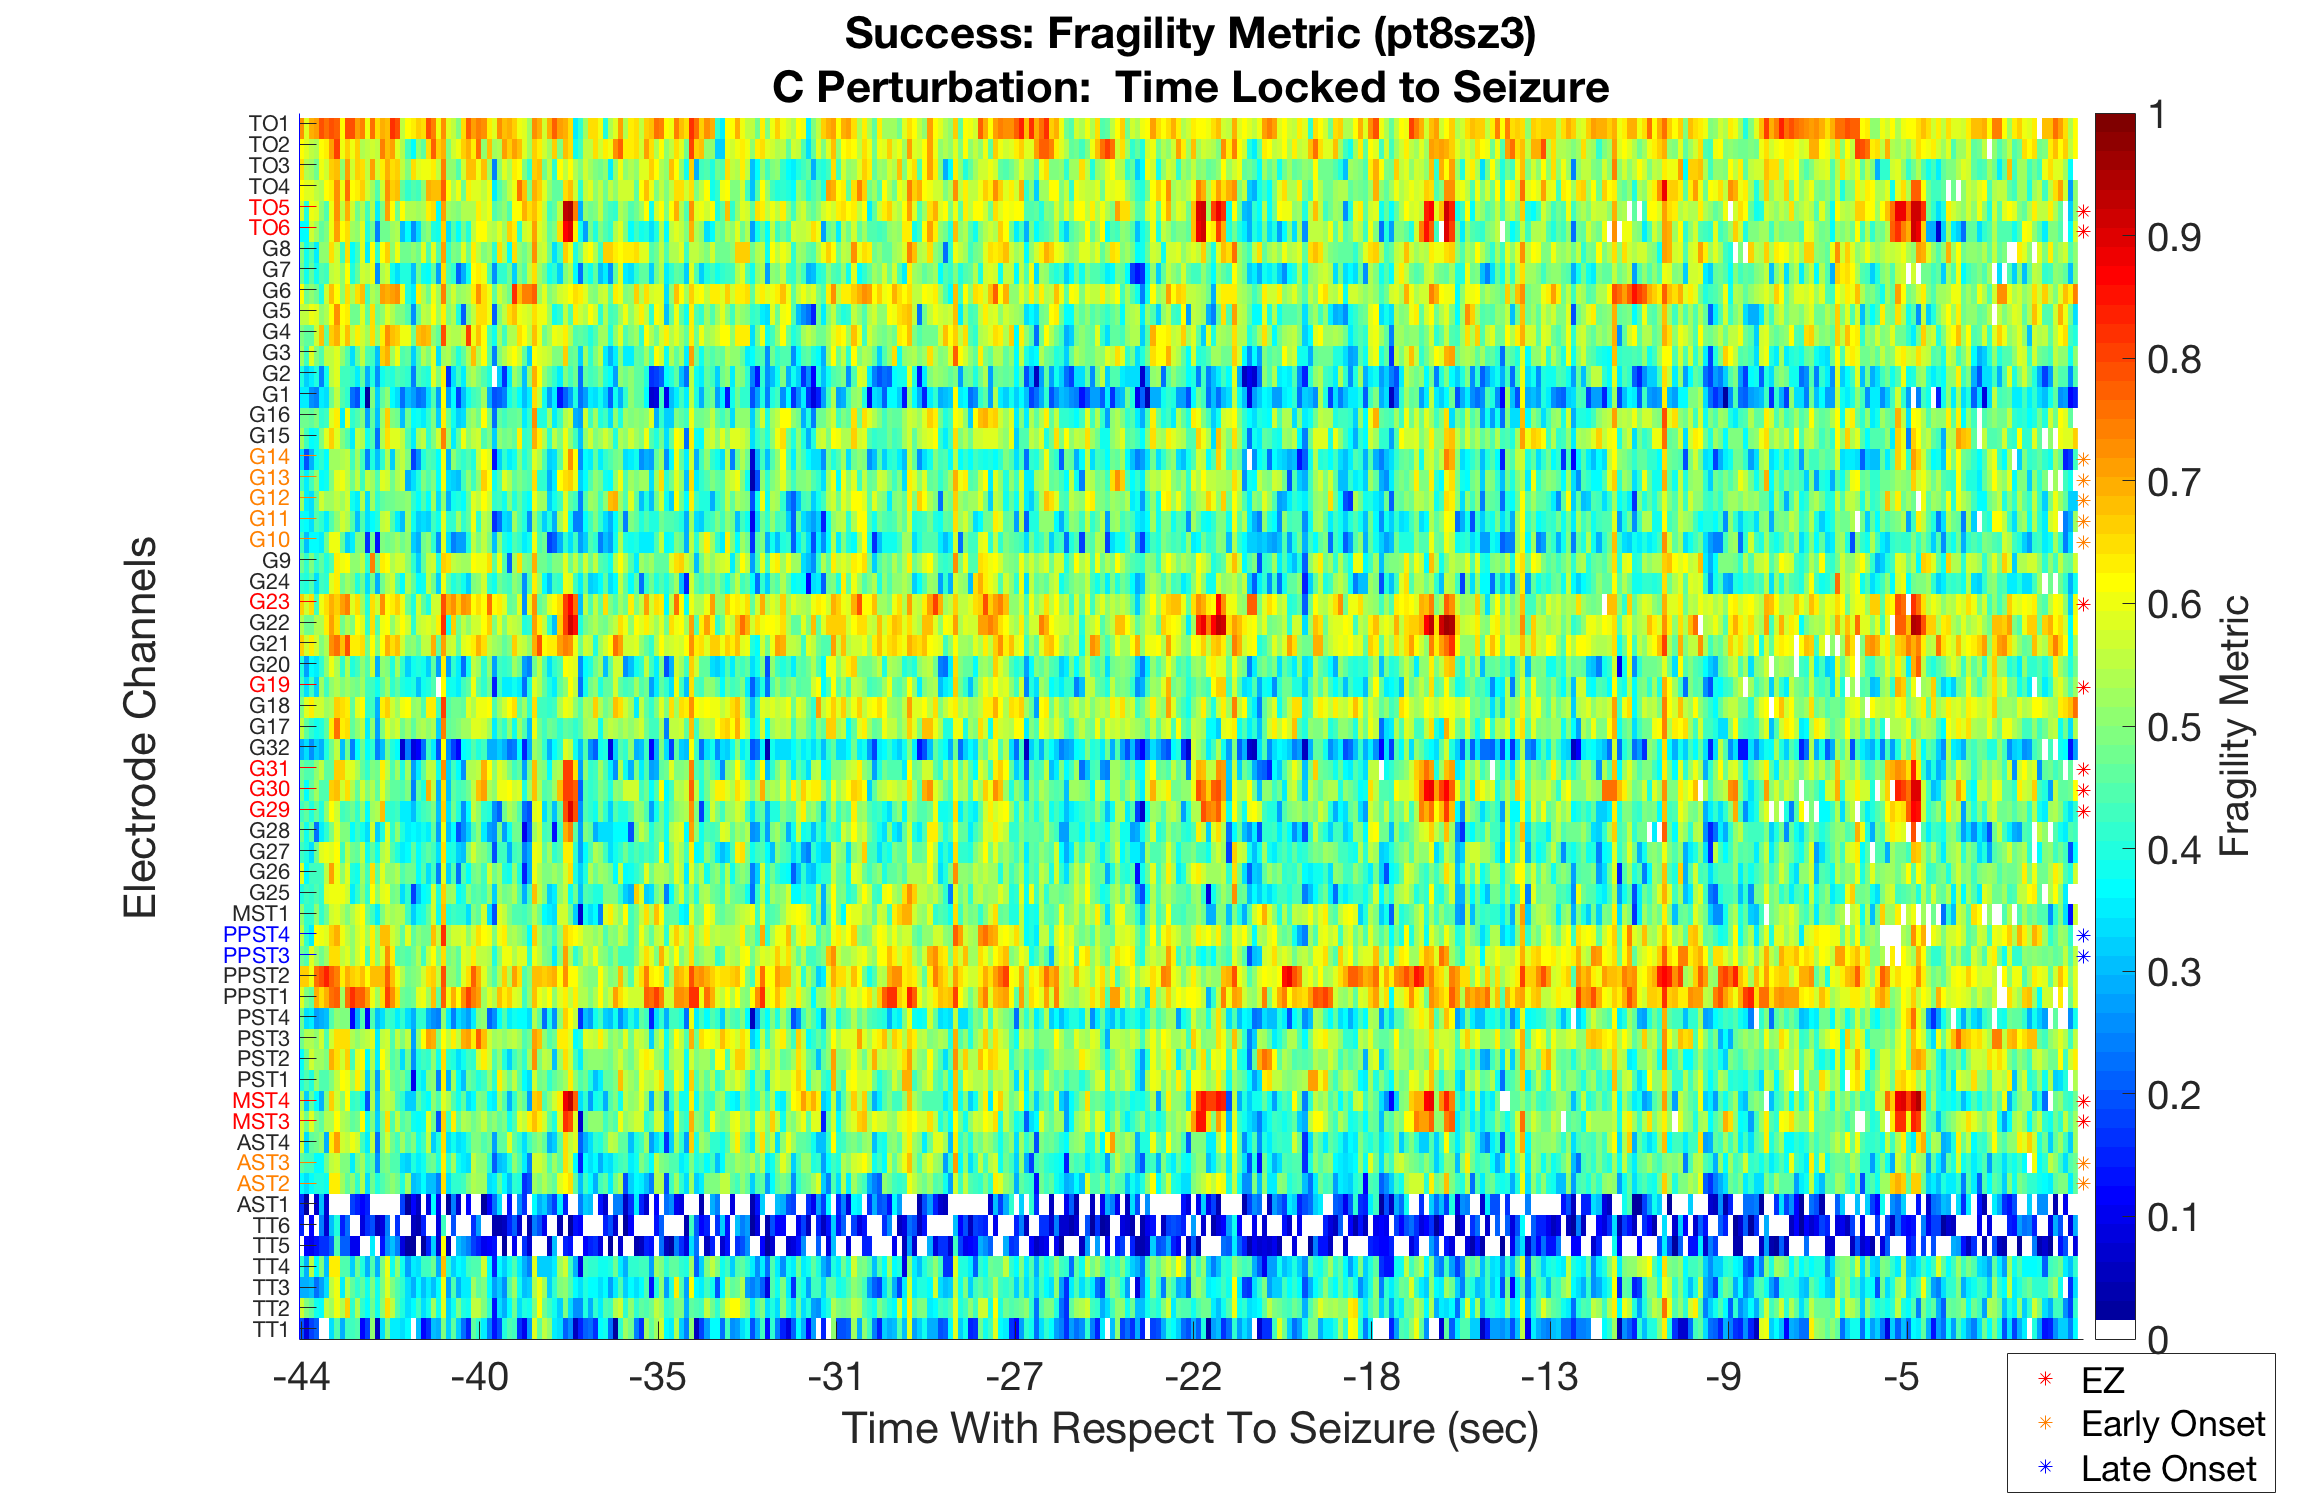 Success: Fragility Metric (pt8sz3)
C Perturbation:  Time Locked to Seizure
Electrode Channels
TO1
TO2
TO3
TO4
TO5
TO6
G8
G7
G6
G5
G4
G3
G2
G1
G16
G15
G14
G13
G12
G11
G10
G9
G24
G23
G22
G21
G20
G19
G18
G17
G32
G31
G30
G29
G28
G27
G26
G25
MST1
PPST4
PPST3
PPST2
PPST1
PST4
PST3
PST2
PST1
MST4
MST3
AST4
AST3
AST2
AST1
TT6
TT5
TT4
TT3
TT2
TT1
-44 -40 -35 -31 -27 -22 -18 -13 -9 -5
Time With Respect To Seizure (sec)
1
0.9
0.8
0.7
0.6
0.5
0.4
0.3
0.2
0.1
0
Fragility Metric
EZ
Early Onset
Late Onset